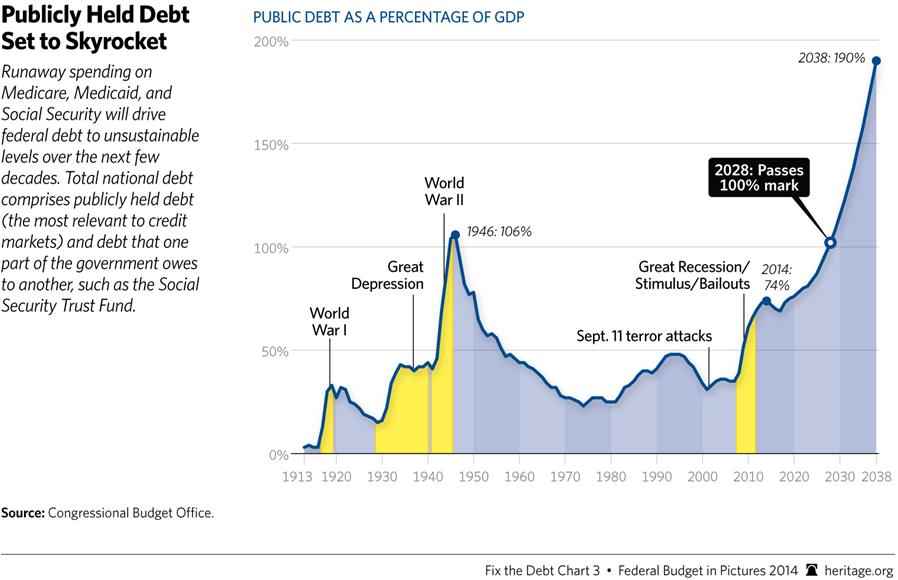 Publicly Held Debt
Set to Skyrocket
Runaway spending on
Medicare, Medicaid, and
Social Security will drive
federal debt to unsustainable
levels over the next few
decades. Total national debt
comprises publicly held debt
(the most relevant to credit
markets) and debt that one
part of the government owes
to another, such as the Social
Security Trust Fund.
PUBLIC DEBT AS A PERCENTAGE OF GDP
200%
150%
100%
50%
0%
World
War I
Great
Depression
World
War II
1946: 106%
Sept. 11 terror attacks
Great Recession/
Stimulus/Bailouts
2014:
74%
2028: Passes
100% mark
2038: 190%
1913 1920 1930 1940 1950 1960 1970 1980 1990 2000 2010 2020 2030 2038
Source: Congressional Budget Office.
Fix the Debt Chart 3 • Federal Budget in Pictures 2014 heritage.org